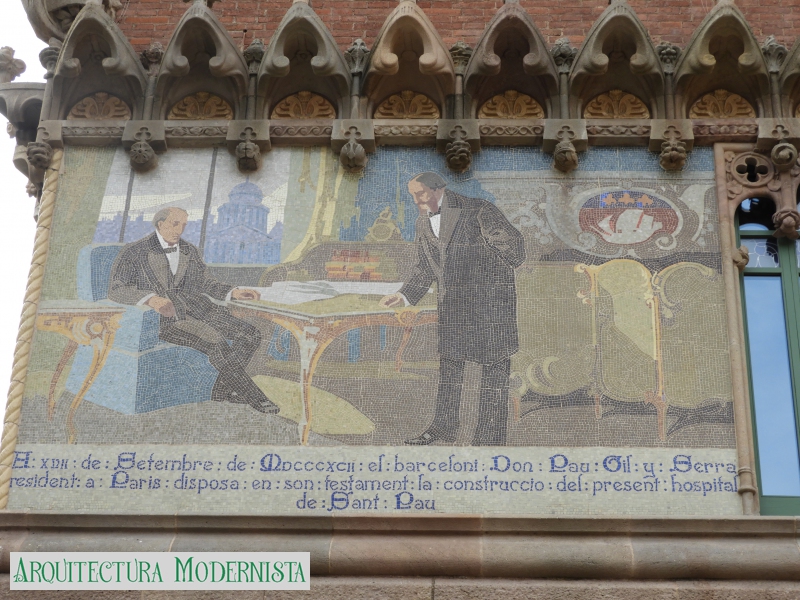 A: XVII: de: Setembre: de: MDCCCXCII: el: barceloni: Don: Pau: Gil: y: Serra
resident: a: Paris: disposa: en: son: testament: la: construccio: del: present: hospital
de: Sant: Pau
ARQUITECTURA MODERNISTA